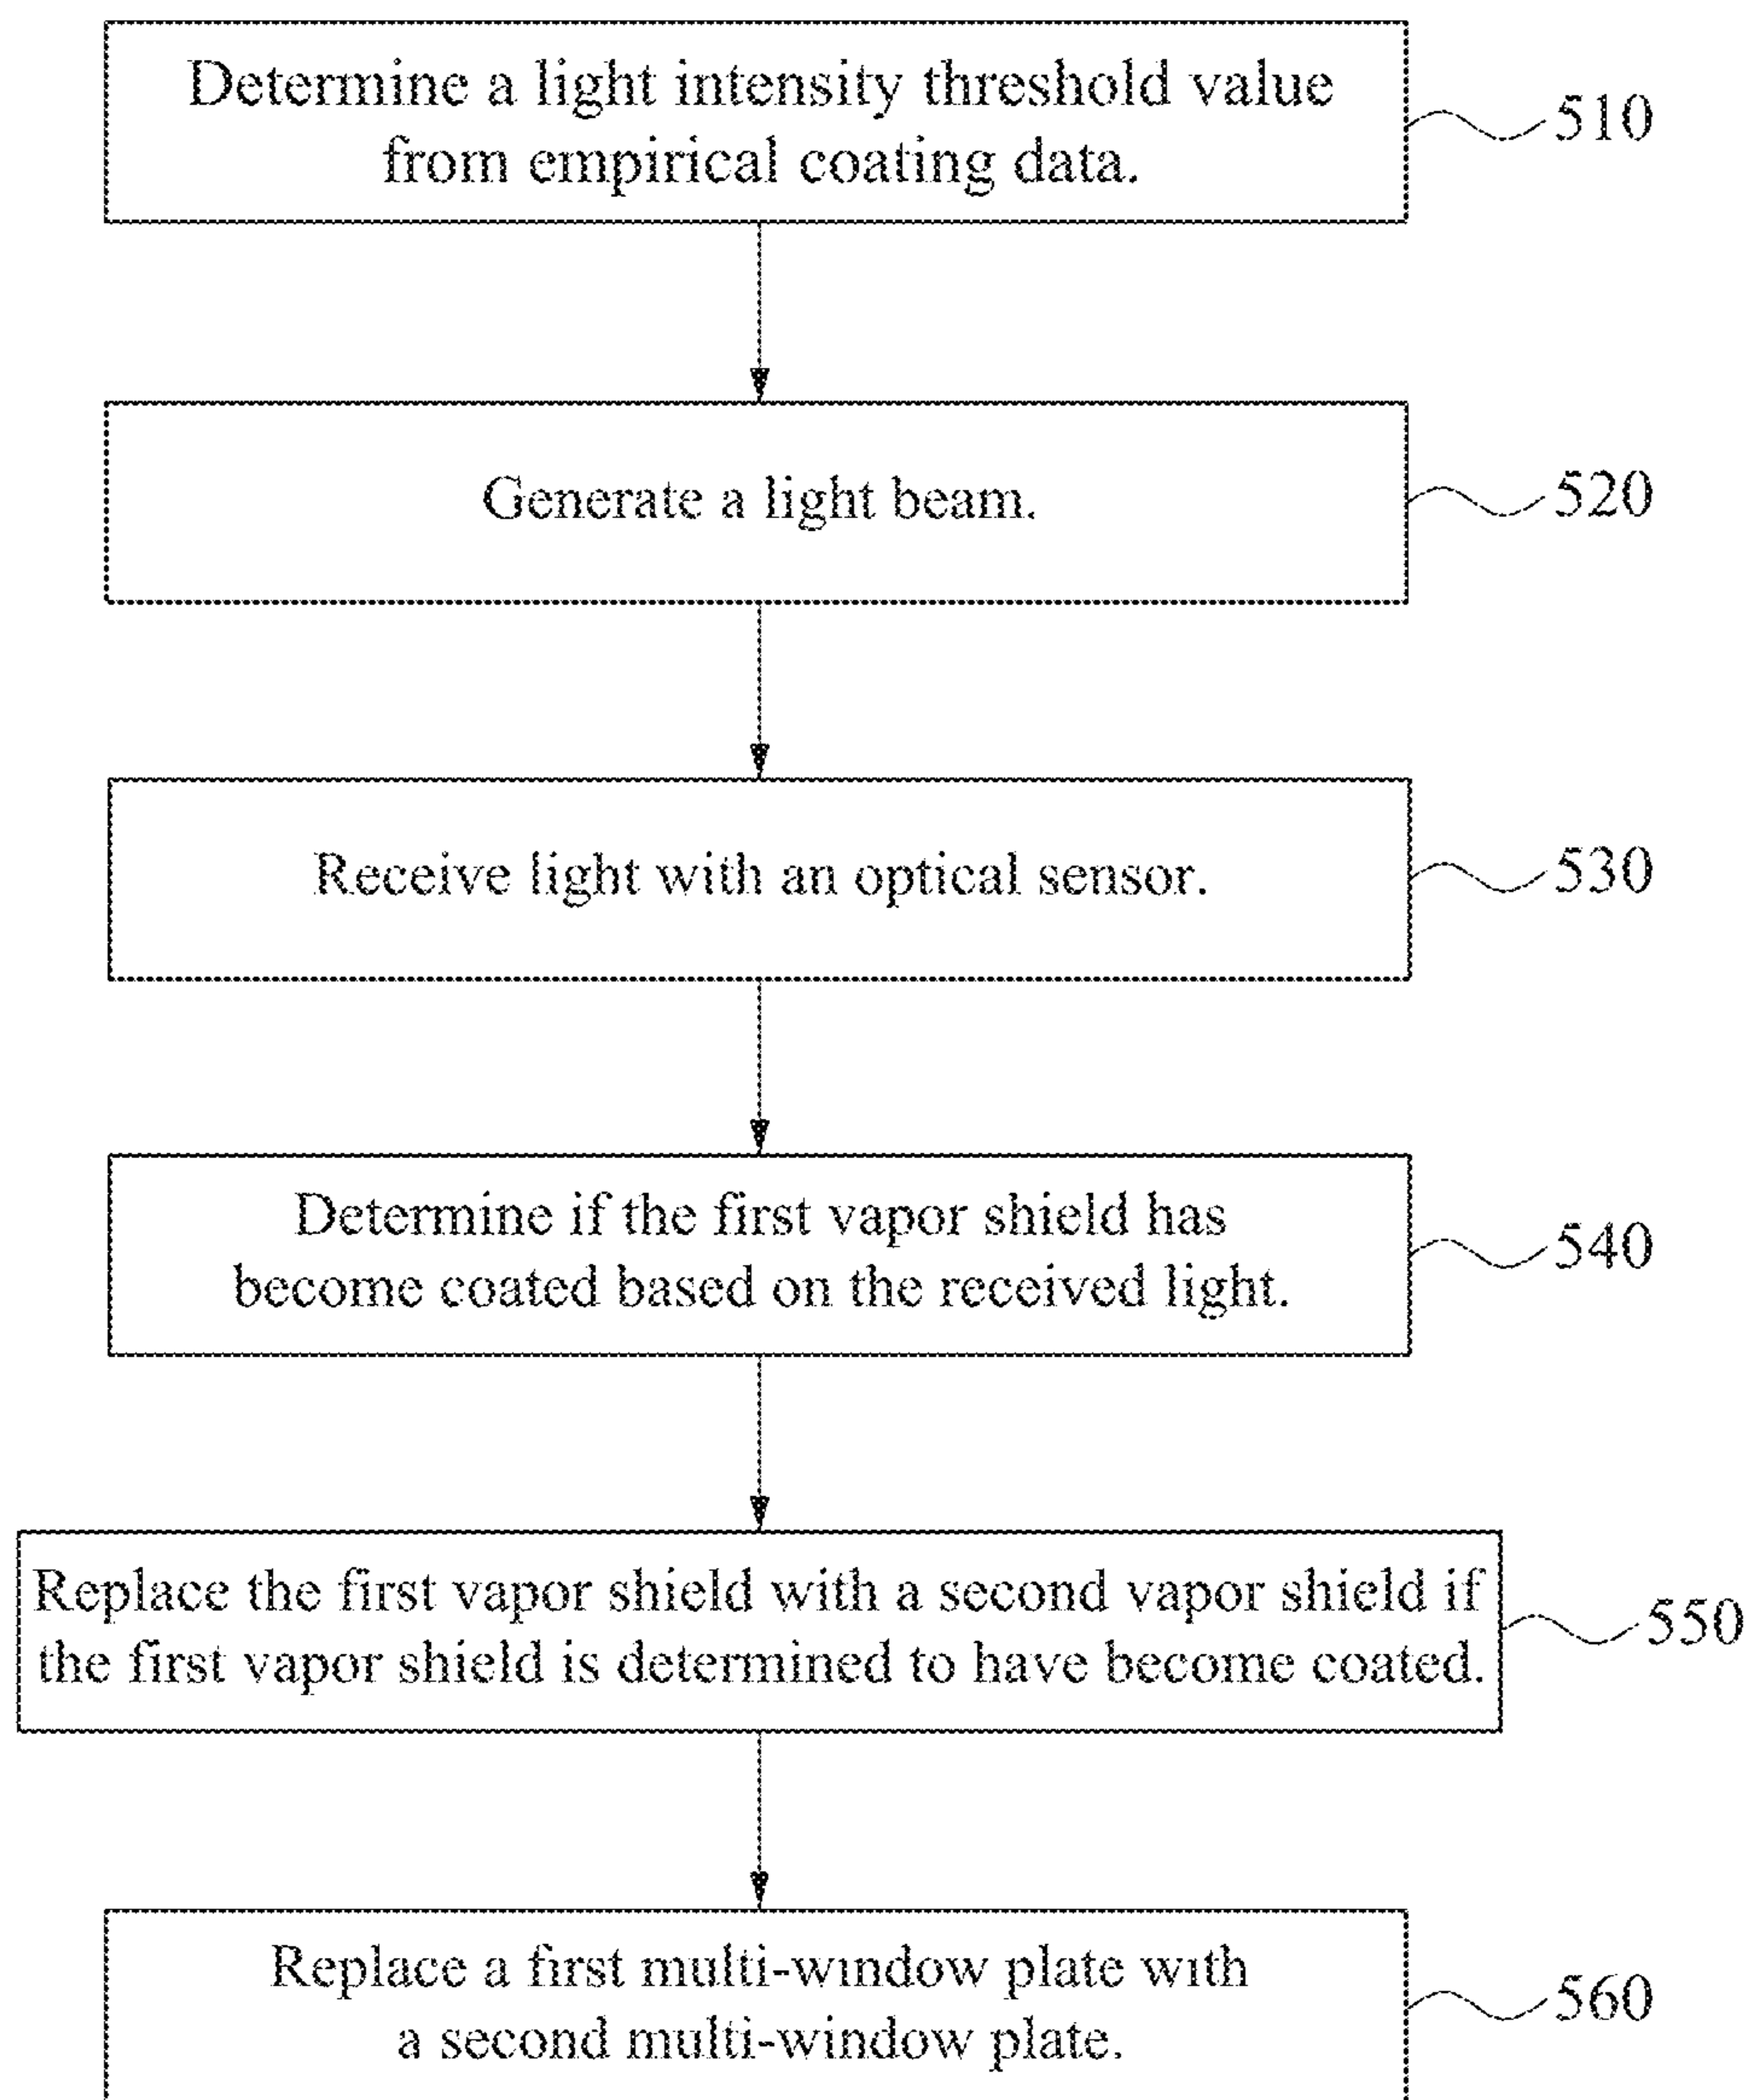 Determine a light intensity threshold value
from empirical coating data.
510
Generate a light beam.
520
Receive light with an optical sensor.
530
Determine if the first vapor shield has
become coated based on the received light.
540
Replace the first vapor shield with a second vapor shield if
the first vapor shield is determined to have become coated.
550
Replace a first multi-window plate with
a second multi-window plate.
560